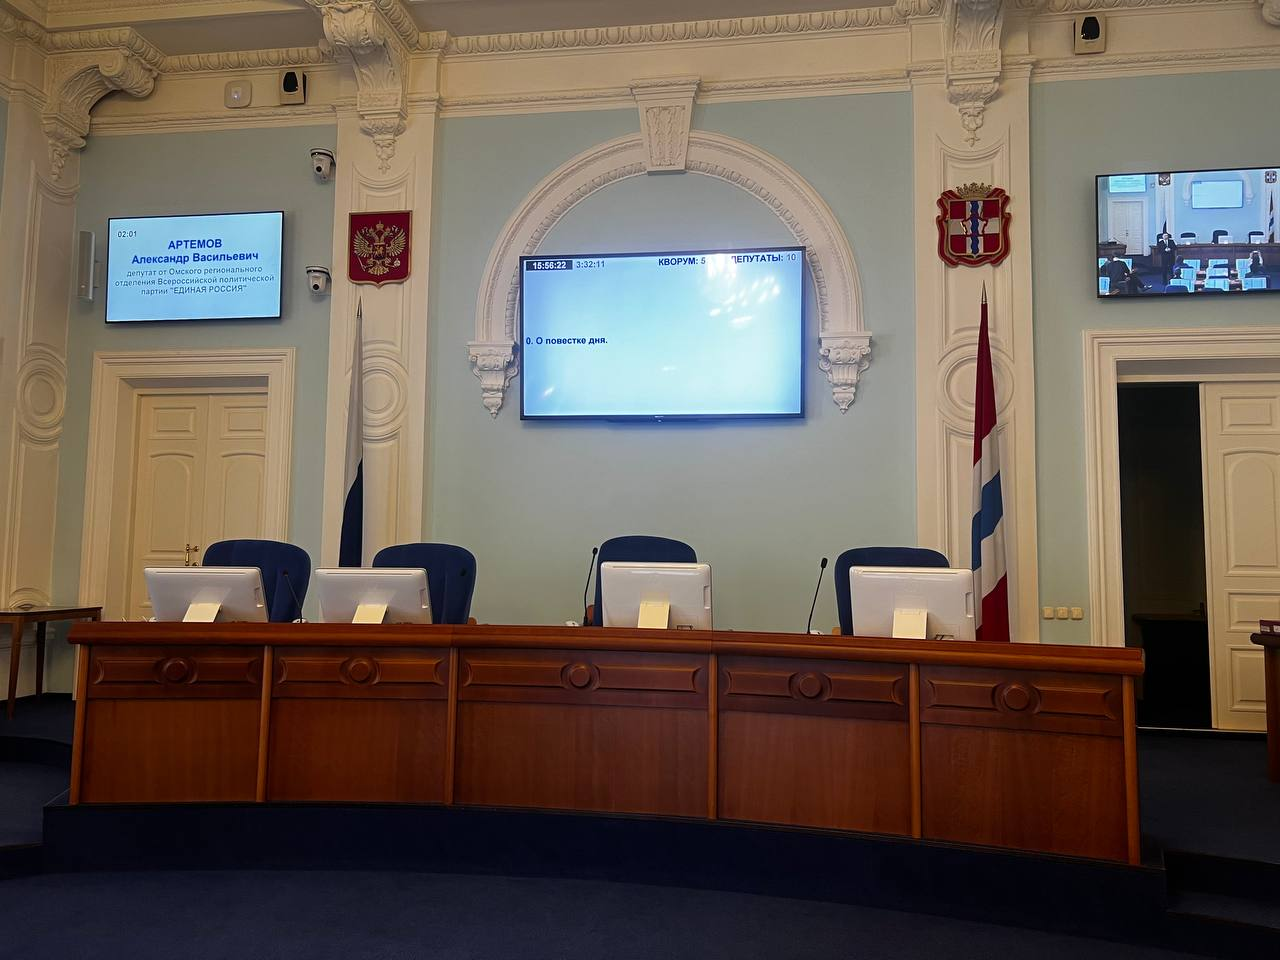 02:01
АРТЕМОВ
Александр Васильевич
депутат от Омского регионального
отделения Всероссийской политической
партии "ЕДИНАЯ РОССИЯ"
15:56:22 3:32:11 КВОРУМ: 5 ДЕПУТАТЫ: 10
0. О повестке дня.